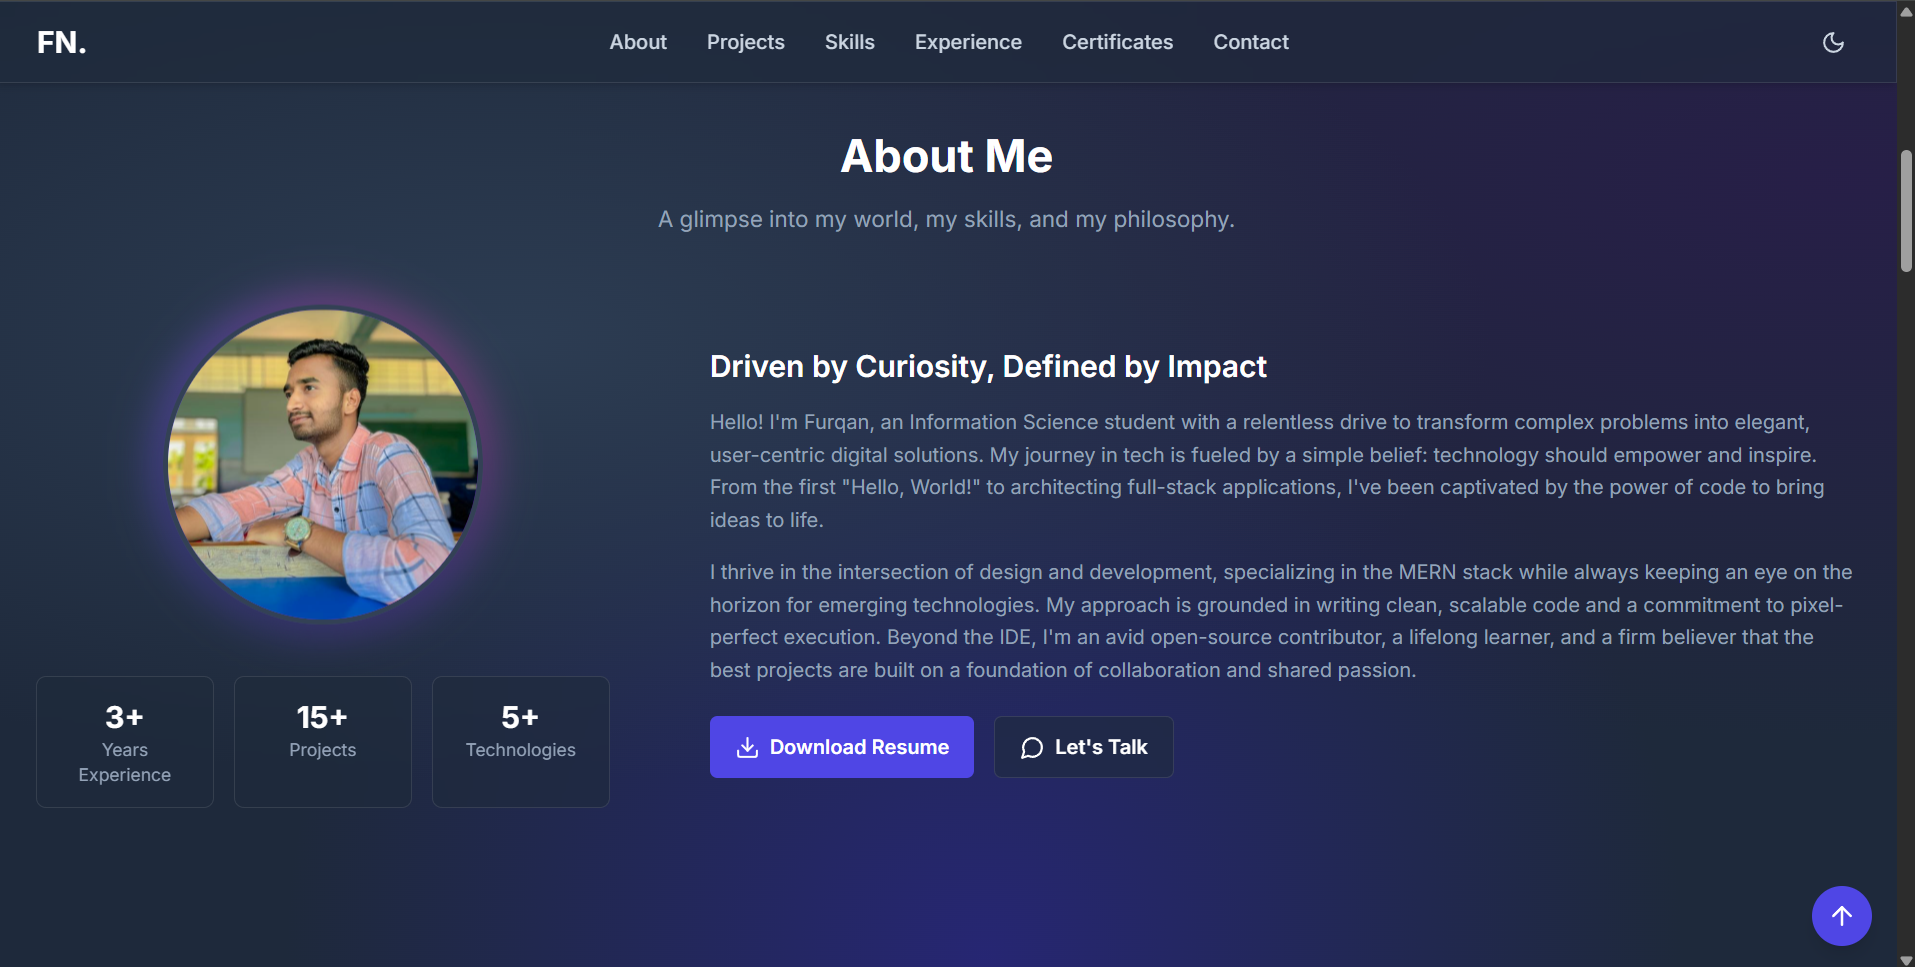 FN.
About
Projects
Skills
Experience
Certificates
Contact
About Me
A glimpse into my world, my skills, and my philosophy.
Driven by Curiosity, Defined by Impact
Hello! I'm Furqan, an Information Science student with a relentless drive to transform complex problems into elegant,
user-centric digital solutions. My journey in tech is fueled by a simple belief: technology should empower and inspire.
From the first "Hello, World!" to architecting full-stack applications, I've been captivated by the power of code to bring
ideas to life.
I thrive in the intersection of design and development, specializing in the MERN stack while always keeping an eye on the
horizon for emerging technologies. My approach is grounded in writing clean, scalable code and a commitment to pixel-
perfect execution. Beyond the IDE, I'm an avid open-source contributor, a lifelong learner, and a firm believer that the
best projects are built on a foundation of collaboration and shared passion.
3+
Years
Experience
15+
Projects
5+
Technologies
Download Resume
Let's Talk